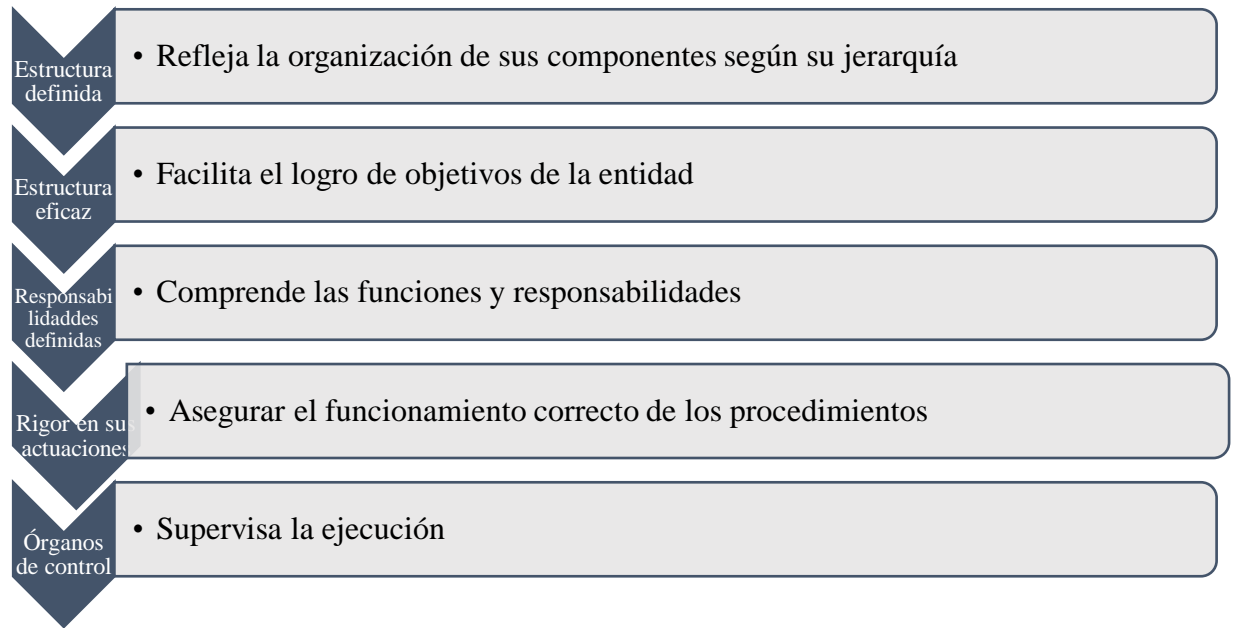 Estructura
definida
• Refleja la organización de sus componentes según su jerarquía
Estructura
eficaz
• Facilita el logro de objetivos de la entidad
Responsabi
lidaddes
definidas
• Comprende las funciones y responsabilidades
Rigor en sus
actuaciones
• Asegurar el funcionamiento correcto de los procedimientos
Órganos
de control
• Supervisa la ejecución